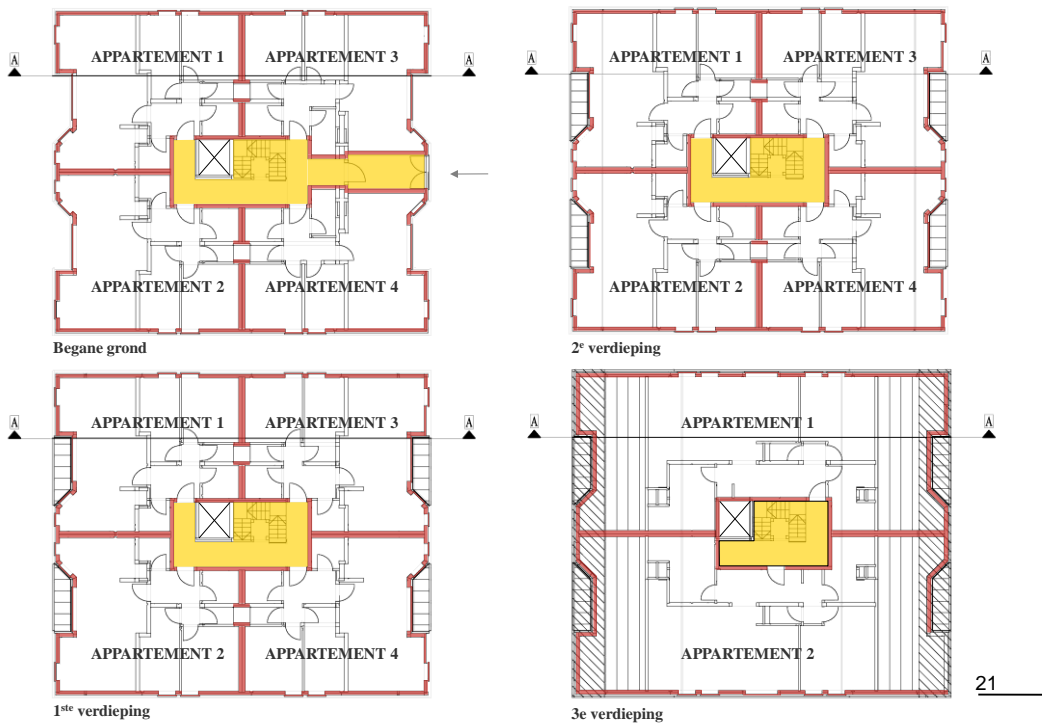 APPARTEMENT 1 APPARTEMENT 3
A A
APPARTEMENT 2 APPARTEMENT 4
Begane grond
APPARTEMENT 1 APPARTEMENT 3
A A
APPARTEMENT 2 APPARTEMENT 4
2e verdieping
APPARTEMENT 1 APPARTEMENT 3
A A
APPARTEMENT 2 APPARTEMENT 4
1ste verdieping
APPARTEMENT 1
A A
APPARTEMENT 2
3e verdieping
21